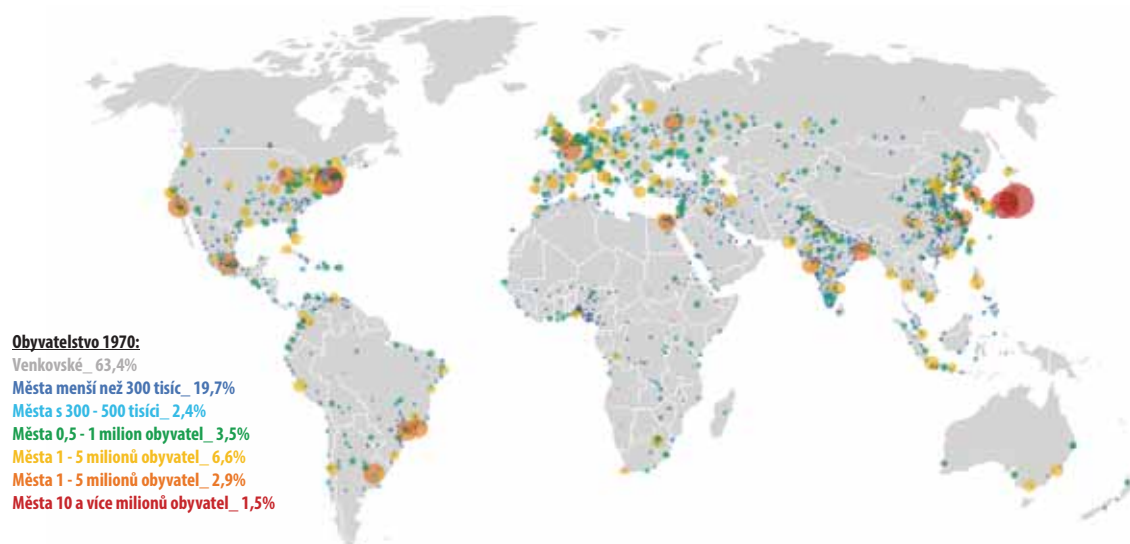 Obyvatelstvo 1970:
Venkovské_ 63,4%
Města menší než 300 tisíc_ 19,7%
Města s 300 - 500 tisíci_ 2,4%
Města 0,5 - 1 milion obyvatel_ 3,5%
Města 1 - 5 milionů obyvatel_ 6,6%
Města 1 - 5 milionů obyvatel_ 2,9%
Města 10 a více milionů obyvatel_ 1,5%